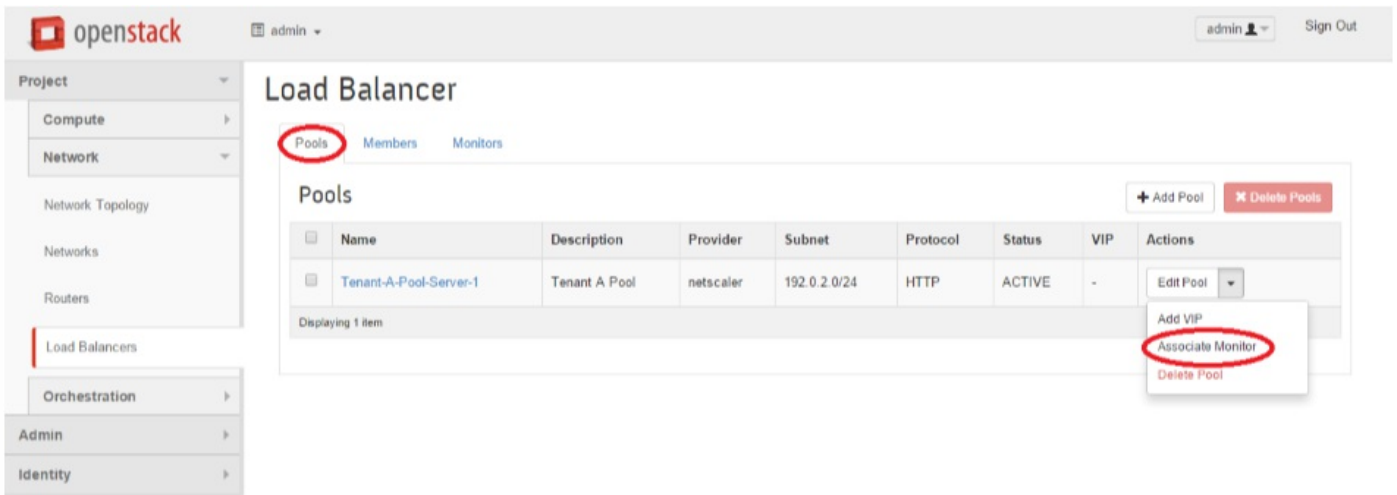 openstack admin admin Sign Out
Project
Compute
Network
Network Topology
Networks
Routers
Load Balancers
Orchestration
Admin
Identity
Load Balancer
Pools Members Monitors
Pools
Add Pool Delete Pools
Name Description Provider Subnet Protocol Status VIP Actions
Tenant-A-Pool-Server-1 Tenant A Pool netscaler 192.0.2.0/24 HTTP ACTIVE - Edit Pool
Displaying 1 item
Add VIP
Associate Monitor
Delete Pool